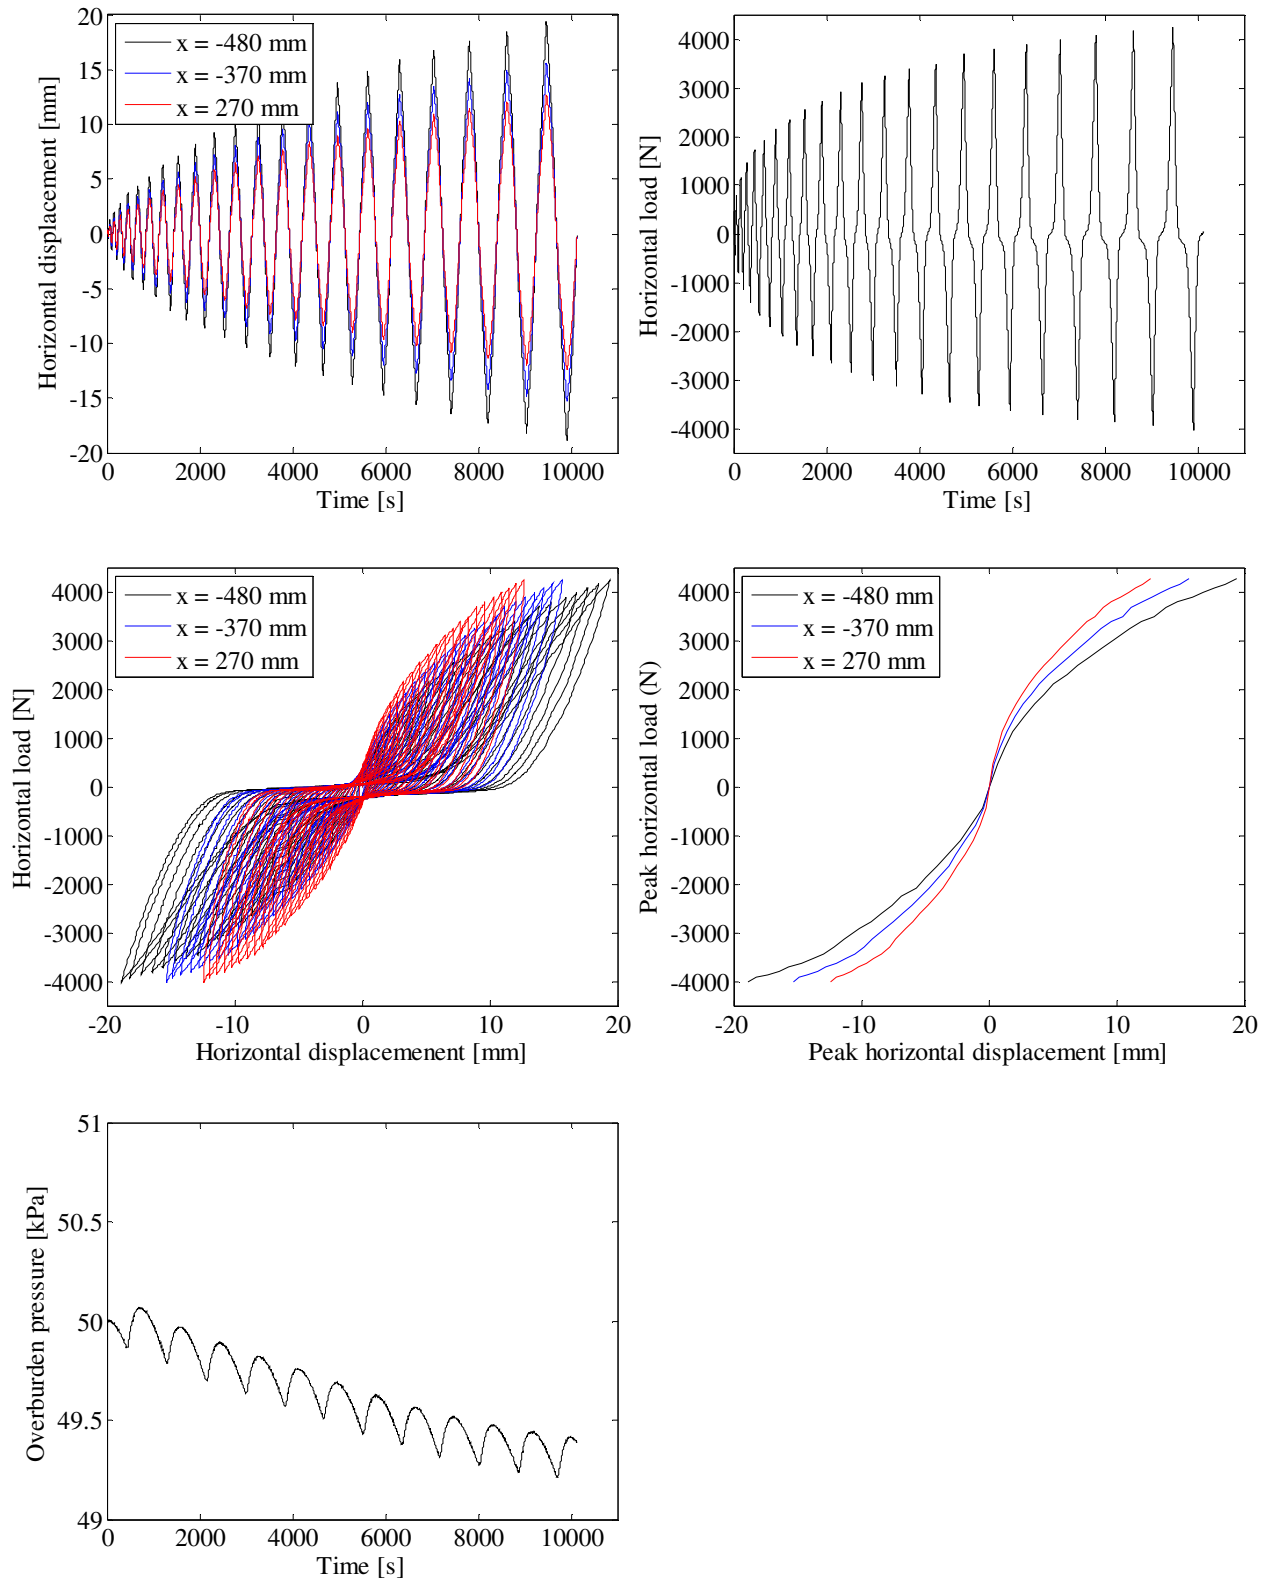 20
15
10
5
0
-5
-10
-15
-20
Horizontal displacement [mm]
x = -480 mm
x = -370 mm
x = 270 mm
0 2000 4000 6000 8000 10000
Time [s]
4000
3000
2000
1000
0
-1000
-2000
-3000
-4000
Horizontal load [N]
0 2000 4000 6000 8000 10000
Time [s]
4000
3000
2000
1000
0
-1000
-2000
-3000
-4000
Horizontal load [N]
x = -480 mm
x = -370 mm
x = 270 mm
-20 -10 0 10 20
Horizontal displacemenent [mm]
4000
3000
2000
1000
0
-1000
-2000
-3000
-4000
Peak horizontal load (N)
x = -480 mm
x = -370 mm
x = 270 mm
-20 -10 0 10 20
Peak horizontal displacement [mm]
51
50.5
50
49.5
49
Overburden pressure [kPa]
0 2000 4000 6000 8000 10000
Time [s]